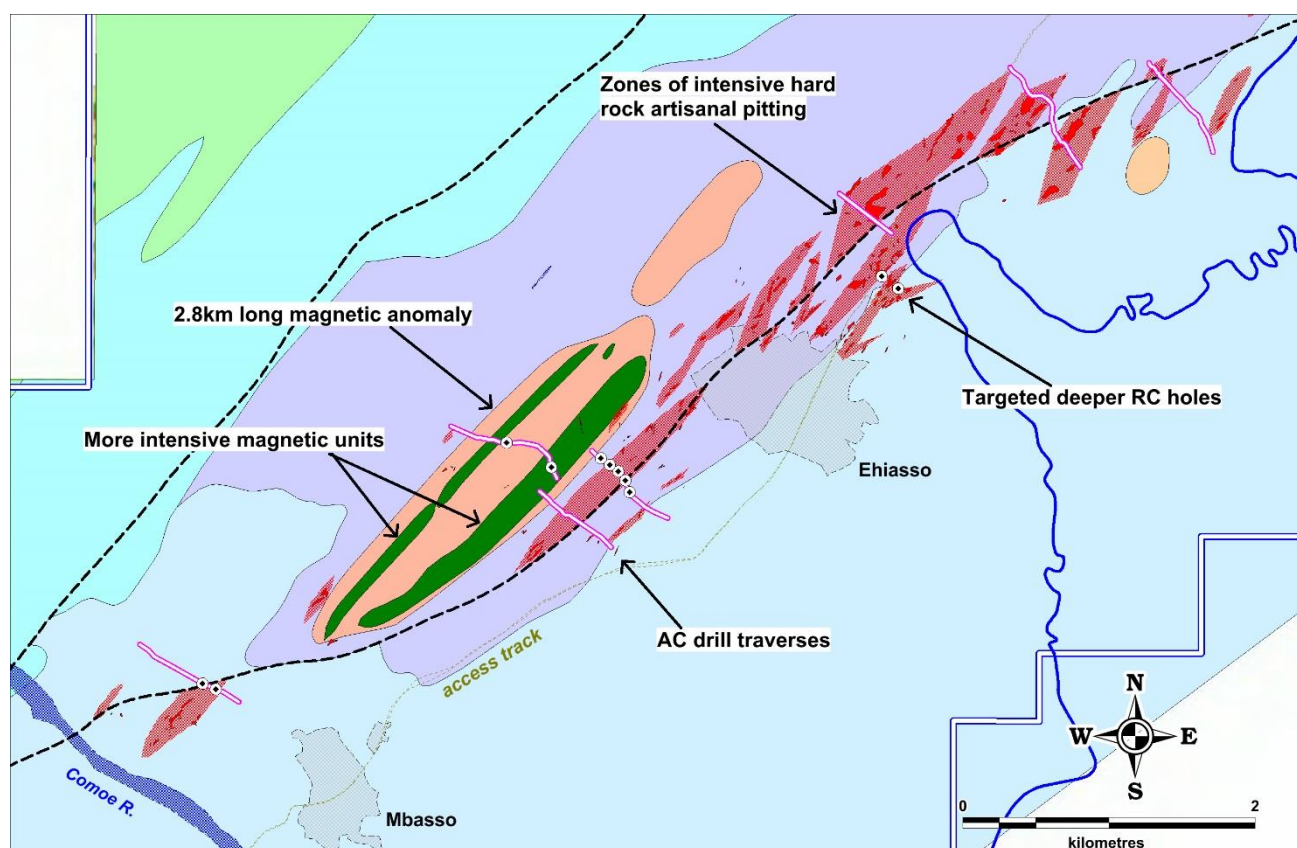 Zones of intensive hard
rock artisanal pitting
2.8km long magnetic anomaly
More intensive magnetic units
Targeted deeper RC holes
Ehiasso
AC drill traverses
access track
Comoe R.
Mbasso
N
W
E
S
0
2
kilometres